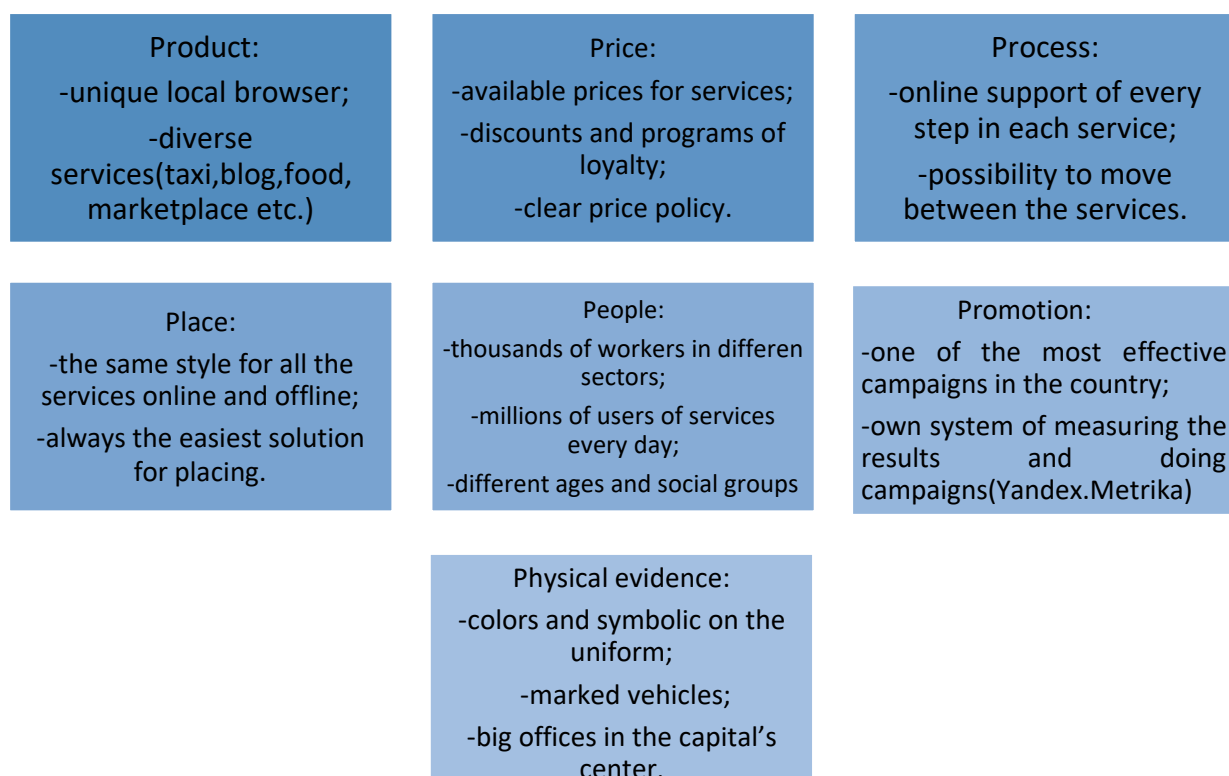 Product:
-unique local browser;
-diverse
services(taxi,blog,food,
marketplace etc.)
Price:
-available prices for services;
-discounts and programs of
loyalty;
-clear price policy.
Process:
-online support of every
step in each service;
-possibility to move
between the services.
Place:
-the same style for all the
services online and offline;
-always the easiest solution
for placing.
People:
-thousands of workers in differen
sectors;
-millions of users of services
every day;
-different ages and social groups
Promotion:
-one of the most effective
campaigns in the country;
-own system of measuring the
results and doing
campaigns(Yandex.Metrika)
Physical evidence:
-colors and symbolic on the
uniform;
-marked vehicles;
-big offices in the capital’s
center.